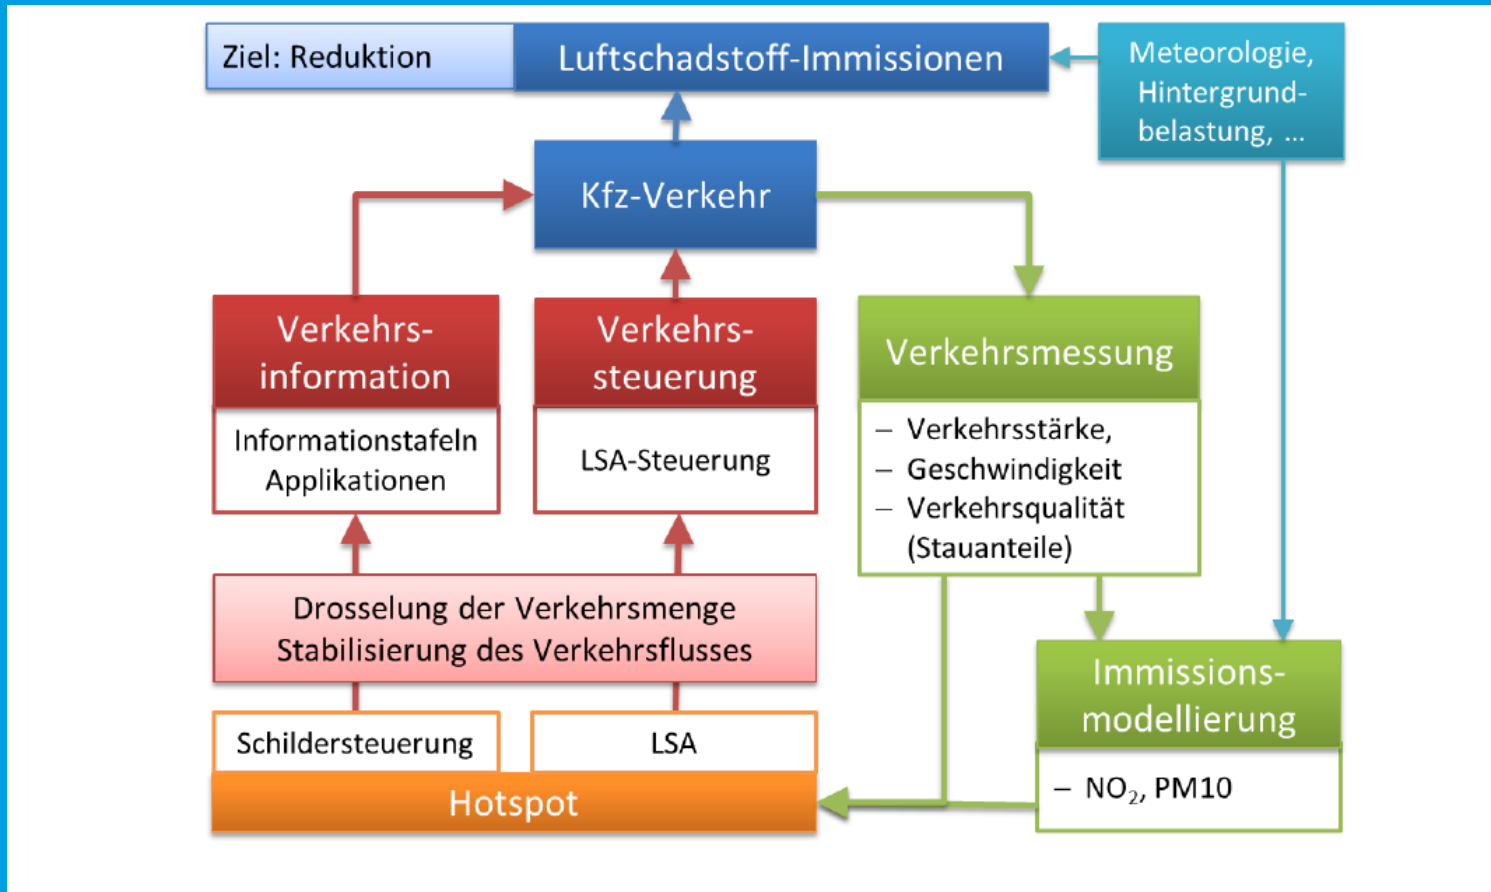 Ziel: Reduktion
Luftschadstoff-Immissionen
Meteorologie,
Hintergrund-
belastung, ...
Kfz-Verkehr
Verkehrs-
information
Informationstafeln
Applikationen
Verkehrs-
steuerung
LSA-Steuerung
Verkehrsmessung
– Verkehrsstärke,
– Geschwindigkeit
– Verkehrsqualität
(Stauanteile)
Drosselung der Verkehrsmenge
Stabilisierung des Verkehrsflusses
Immissions-
modellierung
– NO₂, PM10
Schildersteuerung
LSA
Hotspot